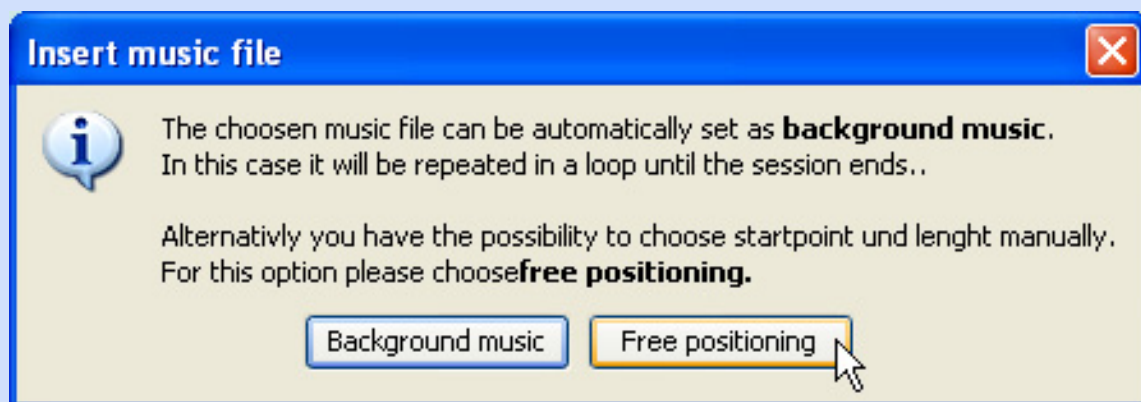 Insert music file
The choosen music file can be automatically set as background music.
In this case it will be repeated in a loop until the session ends..
Alternativly you have the possibility to choose startpoint und lenght manually.
For this option please choosefree positioning.
Background music
Free positioning